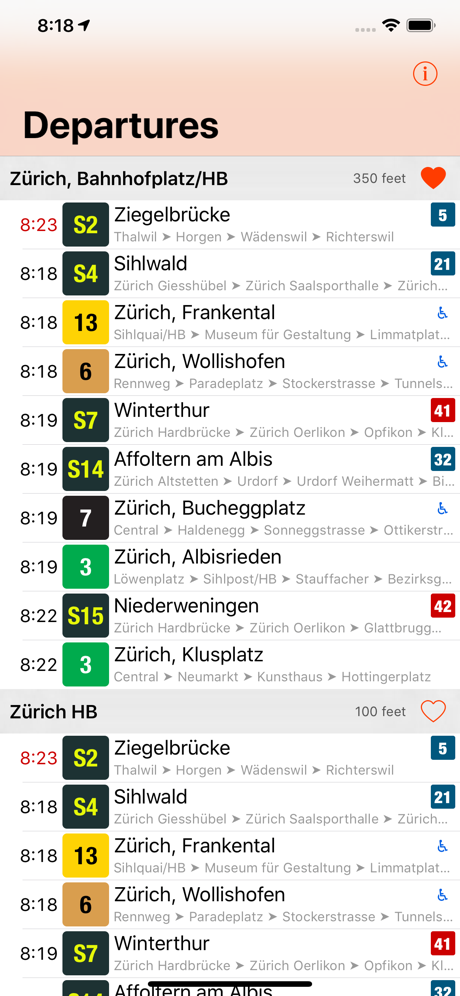 8:18
Departures
Zürich, Bahnhofplatz/HB 350 feet
8:23 S2 Ziegelbrücke 5
Thalwil ➤ Horgen ➤ Wädenswil ➤ Richterswil
8:18 S4 Sihlwald 21
Zürich Giesshübel ➤ Zürich Saalsporthalle ➤ Zürich...
8:18 13 Zürich, Frankental
Sihlquai/HB ➤ Museum für Gestaltung ➤ Limmatplat...
8:18 6 Zürich, Wollishofen
Rennweg ➤ Paradeplatz ➤ Stockerstrasse ➤ Tunnels...
8:19 S7 Winterthur 41
Zürich Hardbrücke ➤ Zürich Oerlikon ➤ Opfikon ➤ Kl...
8:19 S14 Affoltern am Albis 32
Zürich Altstetten ➤ Urdorf ➤ Urdorf Weihermatt ➤ Bi...
8:19 7 Zürich, Bucheggplatz
Central ➤ Haldenegg ➤ Sonneggstrasse ➤ Ottikerstr...
8:19 3 Zürich, Albisrieden
Löwenplatz ➤ Sihlpost/HB ➤ Stauffacher ➤ Bezirksg...
8:22 S15 Niederweningen 42
Zürich Hardbrücke ➤ Zürich Oerlikon ➤ Glattbrugg...
8:22 3 Zürich, Klusplatz
Central ➤ Neumarkt ➤ Kunsthaus ➤ Hottingerplatz
Zürich HB 100 feet
8:23 S2 Ziegelbrücke 5
Thalwil ➤ Horgen ➤ Wädenswil ➤ Richterswil
8:18 S4 Sihlwald 21
Zürich Giesshübel ➤ Zürich Saalsporthalle ➤ Zürich...
8:18 13 Zürich, Frankental
Sihlquai/HB ➤ Museum für Gestaltung ➤ Limmatplat...
8:18 6 Zürich, Wollishofen
Rennweg ➤ Paradeplatz ➤ Stockerstrasse ➤ Tunnels...
8:19 S7 Winterthur 41
Zürich Hardbrücke ➤ Zürich Oerlikon ➤ Opfikon ➤ Kl...
S14 Affoltern am Albis 32